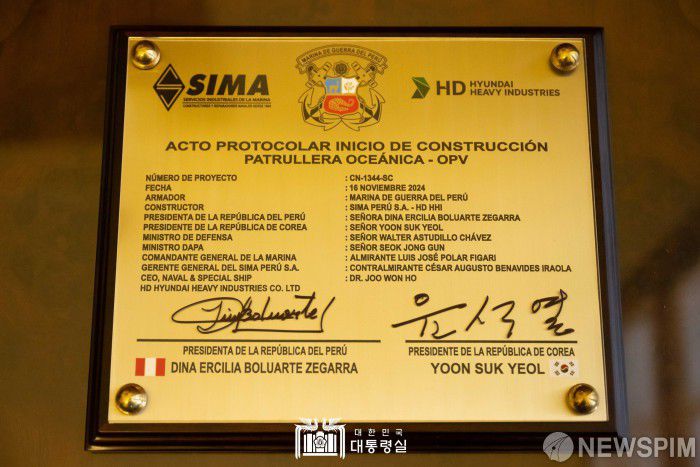 SIMA
SERVICIOS INDUSTRIALES DE LA MARINA
CONSTRUCTORES Y REPARADORES NAVALES DESDE 1845
MARINA DE GUERRA DEL PERÚ
HD HYUNDAI
HEAVY INDUSTRIES
ACTO PROTOCOLAR INICIO DE CONSTRUCCIÓN
PATRULLERA OCEÁNICA - OPV
NÚMERO DE PROYECTO : CN-1344-SC
FECHA : 16 NOVIEMBRE 2024
ARMADOR : MARINA DE GUERRA DEL PERÚ
CONSTRUCTOR : SIMA PERÚ S.A. - HD HHI
PRESIDENTA DE LA REPÚBLICA DEL PERÚ : SEÑORA DINA ERCILIA BOLUARTE ZEGARRA
PRESIDENTE DE LA REPÚBLICA DE COREA : SEÑOR YOON SUK YEOL
MINISTRO DE DEFENSA : SEÑOR WALTER ASTUDILLO CHÁVEZ
MINISTRO DAPA : SEÑOR SEOK JONG GUN
COMANDANTE GENERAL DE LA MARINA : ALMIRANTE LUIS JOSÉ POLAR FIGARI
GERENTE GENERAL DEL SIMA PERÚ S.A. : CONTRALMIRANTE CÉSAR AUGUSTO BENAVIDES IRAOLA
CEO, NAVAL & SPECIAL SHIP : DR. JOO WON HO
HD HYUNDAI HEAVY INDUSTRIES CO. LTD
Dina Boluarte
윤석열
PRESIDENTA DE LA REPÚBLICA DEL PERÚ
DINA ERCILIA BOLUARTE ZEGARRA
PRESIDENTE DE LA REPÚBLICA DE COREA
YOON SUK YEOL
대한민국
대통령실
NEWSPIM